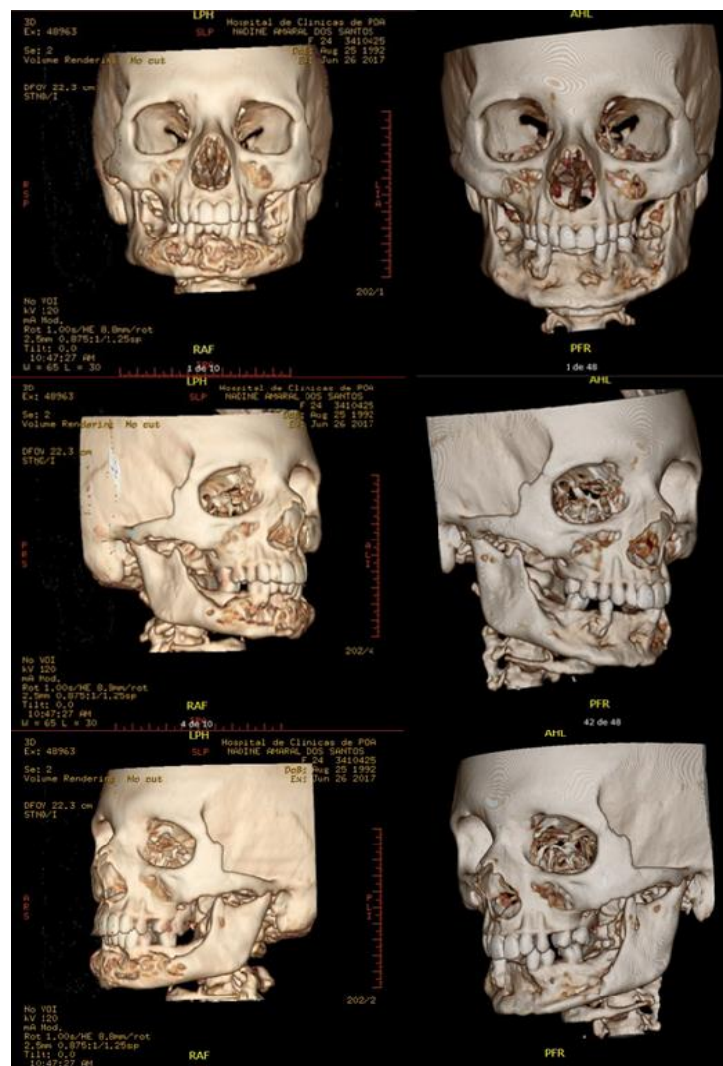 LPH
3D
Hospital de Clinicas de POA
Ex: 48963
SLP
NADINE AMARAL DOS SANTOS
F 24 3410425
Se: 2
DoB: Aug 25 1992
Volume Rendering No cut
Ex: Jun 26 2017
DFOV 22.3 cm
STND/I
R
S
P
L
I
A
202/1
No VOI
kV 120
mA Mod.
Rot 1.00s/HE 8.8mm/rot
2.5mm 0.875:1/1.25sp
Tilt: 0.0
10:47:27 AM
W = 65 L = 30
RAF
1 de 10
AHL
PFR
1 de 48
LPH
3D
Hospital de Clinicas de POA
Ex: 48963
SLP
NADINE AMARAL DOS SANTOS
F 24 3410425
Se: 2
DoB: Aug 25 1992
Volume Rendering No cut
Ex: Jun 26 2017
DFOV 22.3 cm
STND/I
202/4
No VOI
kV 120
mA Mod.
Rot 1.00s/HE 8.8mm/rot
2.5mm 0.875:1/1.25sp
Tilt: 0.0
10:47:27 AM
W = 65 L = 30
RAF
4 de 10
AHL
PFR
42 de 48
LPH
3D
Hospital de Clinicas de POA
Ex: 48963
SLP
NADINE AMARAL DOS SANTOS
F 24 3410425
Se: 2
DoB: Aug 25 1992
Volume Rendering No cut
Ex: Jun 26 2017
DFOV 22.3 cm
STND/I
202/2
No VOI
kV 120
mA Mod.
Rot 1.00s/HE 8.8mm/rot
2.5mm 0.875:1/1.25sp
Tilt: 0.0
10:47:27 AM
RAF
AHL
PFR